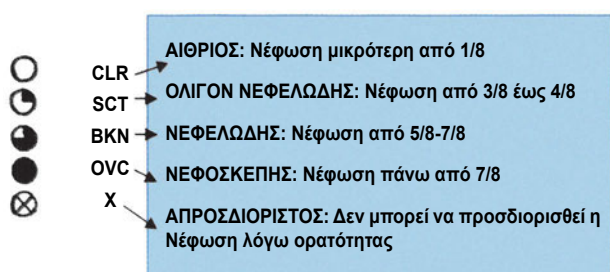 CLR ΑΙΘΡΙΟΣ: Νέφωση μικρότερη από 1/8
SCT ΟΛΙΓΟΝ ΝΕΦΕΛΩΔΗΣ: Νέφωση από 3/8 έως 4/8
BKN ΝΕΦΕΛΩΔΗΣ: Νέφωση από 5/8-7/8
OVC ΝΕΦΟΣΚΕΠΗΣ: Νέφωση πάνω από 7/8
X ΑΠΡΟΣΔΙΟΡΙΣΤΟΣ: Δεν μπορεί να προσδιορισθεί η
Νέφωση λόγω ορατότητας